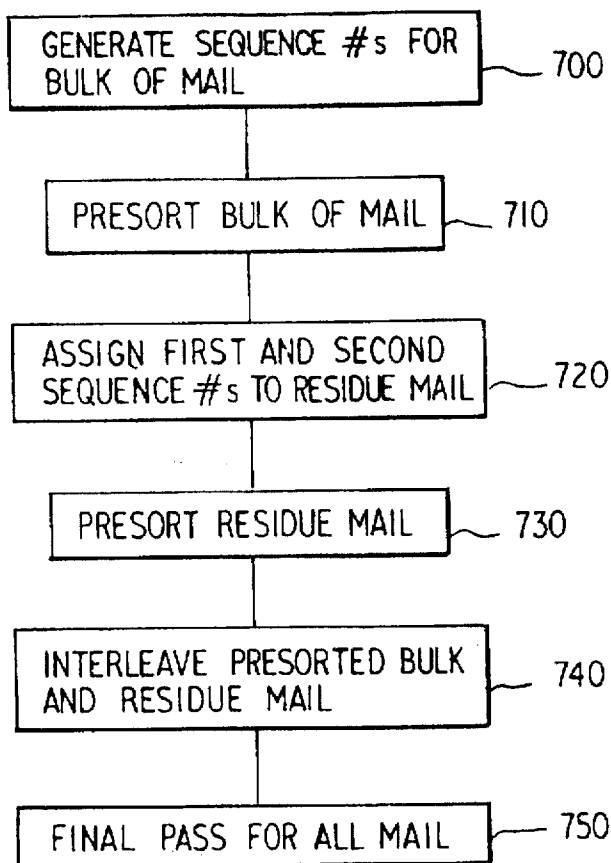 GENERATE SEQUENCE #s FOR
BULK OF MAIL
700
PRESORT BULK OF MAIL
710
ASSIGN FIRST AND SECOND
SEQUENCE #s TO RESIDUE MAIL
720
PRESORT RESIDUE MAIL
730
INTERLEAVE PRESORTED BULK
AND RESIDUE MAIL
740
FINAL PASS FOR ALL MAIL
750